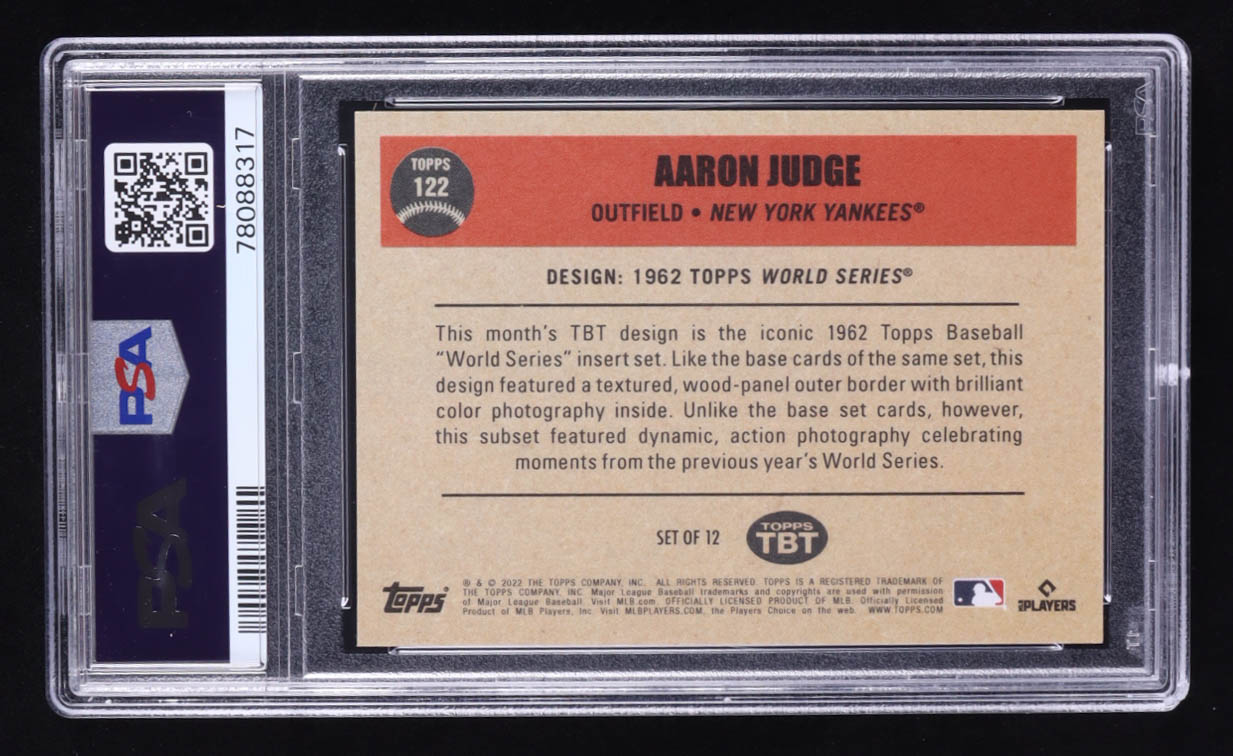 78088317
PSA
PSA
TOPPS
122
AARON JUDGE
OUTFIELD • NEW YORK YANKEES®
DESIGN: 1962 TOPPS WORLD SERIES®
This month's TBT design is the iconic 1962 Topps Baseball
"World Series" insert set. Like the base cards of the same set, this
design featured a textured, wood-panel outer border with brilliant
color photography inside. Unlike the base set cards, however,
this subset featured dynamic, action photography celebrating
moments from the previous year's World Series.
SET OF 12
TOPPS
TBT
Topps®
® & © 2022 THE TOPPS COMPANY, INC. ALL RIGHTS RESERVED. TOPPS IS A REGISTERED TRADEMARK OF
THE TOPPS COMPANY, INC. Major League Baseball trademarks and copyrights are used with permission
of Major League Baseball. Visit MLB.com. OFFICIALLY LICENSED PRODUCT OF MLB. Officially Licensed
Product of MLB Players, Inc. Visit MLBPLAYERS.COM, the Players Choice on the web. WWW.TOPPS.COM
PLAYERS